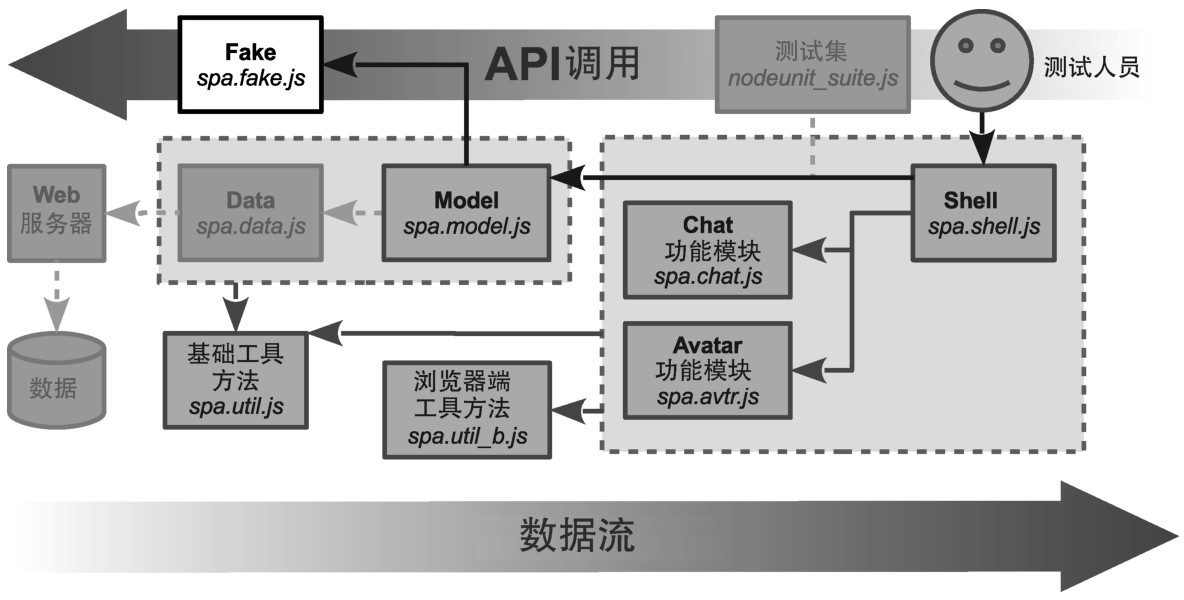 Fake
spa.fake.js
API调用
测试集
nodeunit_suite.js
测试人员
Web
服务器
Data
spa.data.js
Model
spa.model.js
Chat
功能模块
spa.chat.js
Shell
spa.shell.js
数据
基础工具
方法
spa.util.js
浏览器端
工具方法
spa.util_b.js
Avatar
功能模块
spa.avtr.js
数据流